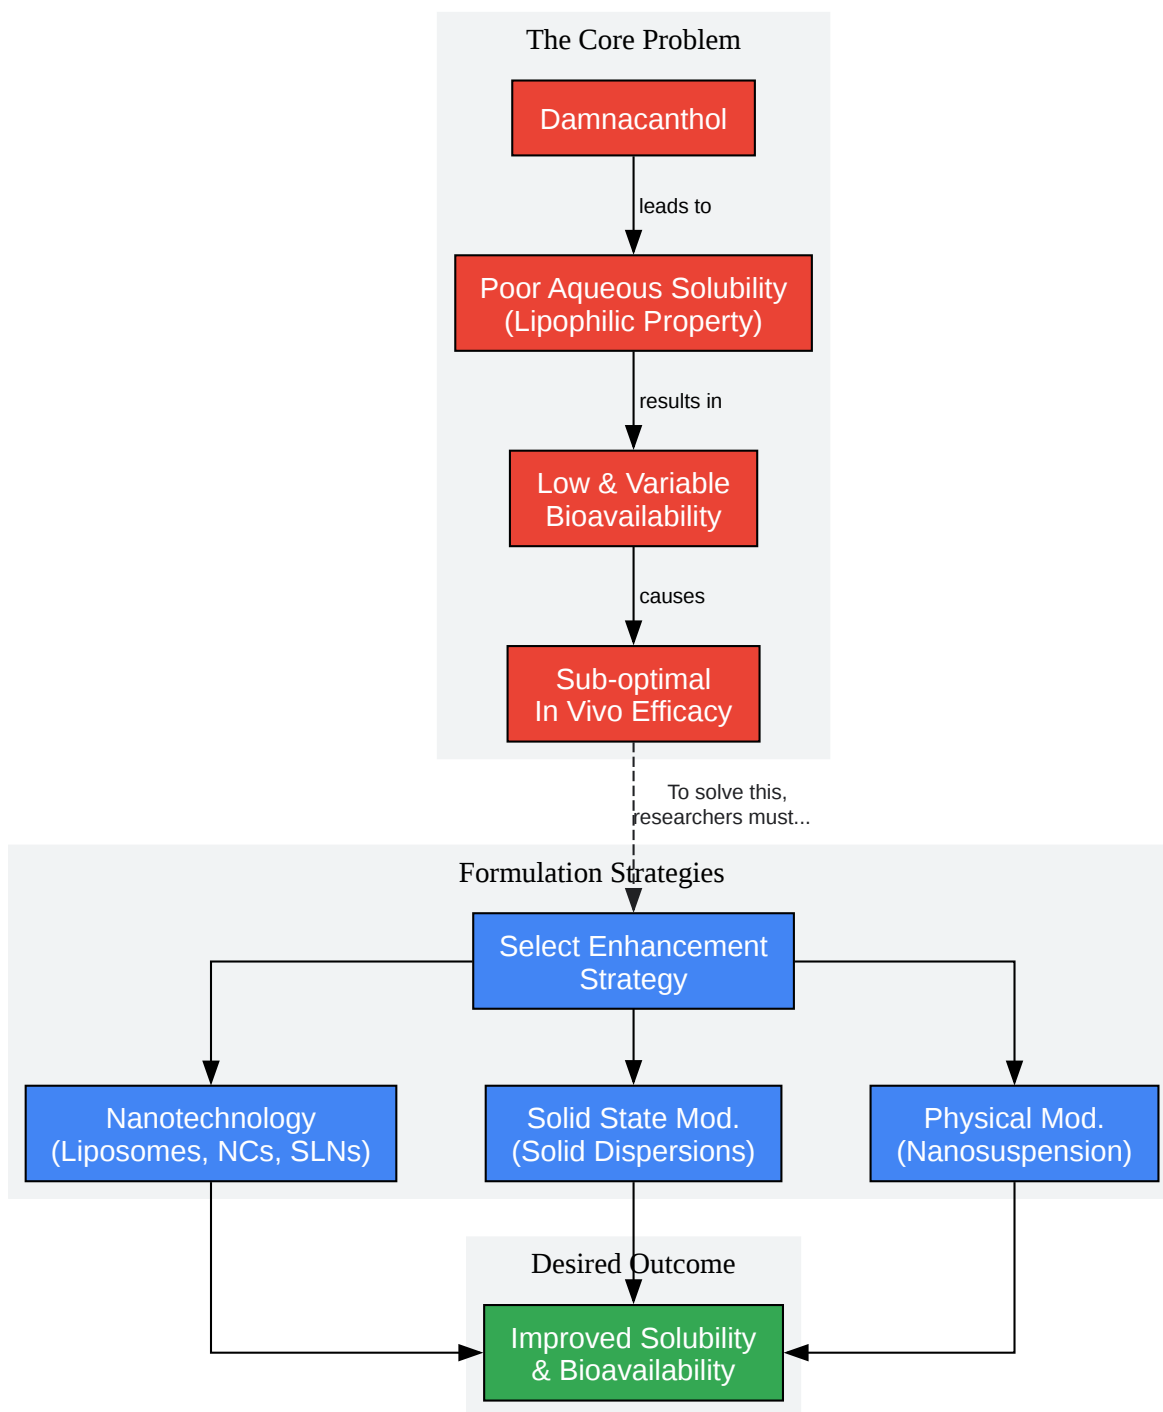 The Core Problem
Damnacanthol
leads to
Poor Aqueous Solubility
(Lipophilic Property)
results in
Low & Variable
Bioavailability
causes
Sub-optimal
In Vivo Efficacy
To solve this,
researchers must...
Formulation Strategies
Select Enhancement
Strategy
Nanotechnology
(Liposomes, NCs, SLNs)
Solid State Mod.
(Solid Dispersions)
Physical Mod.
(Nanosuspension)
Desired Outcome
Improved Solubility
& Bioavailability